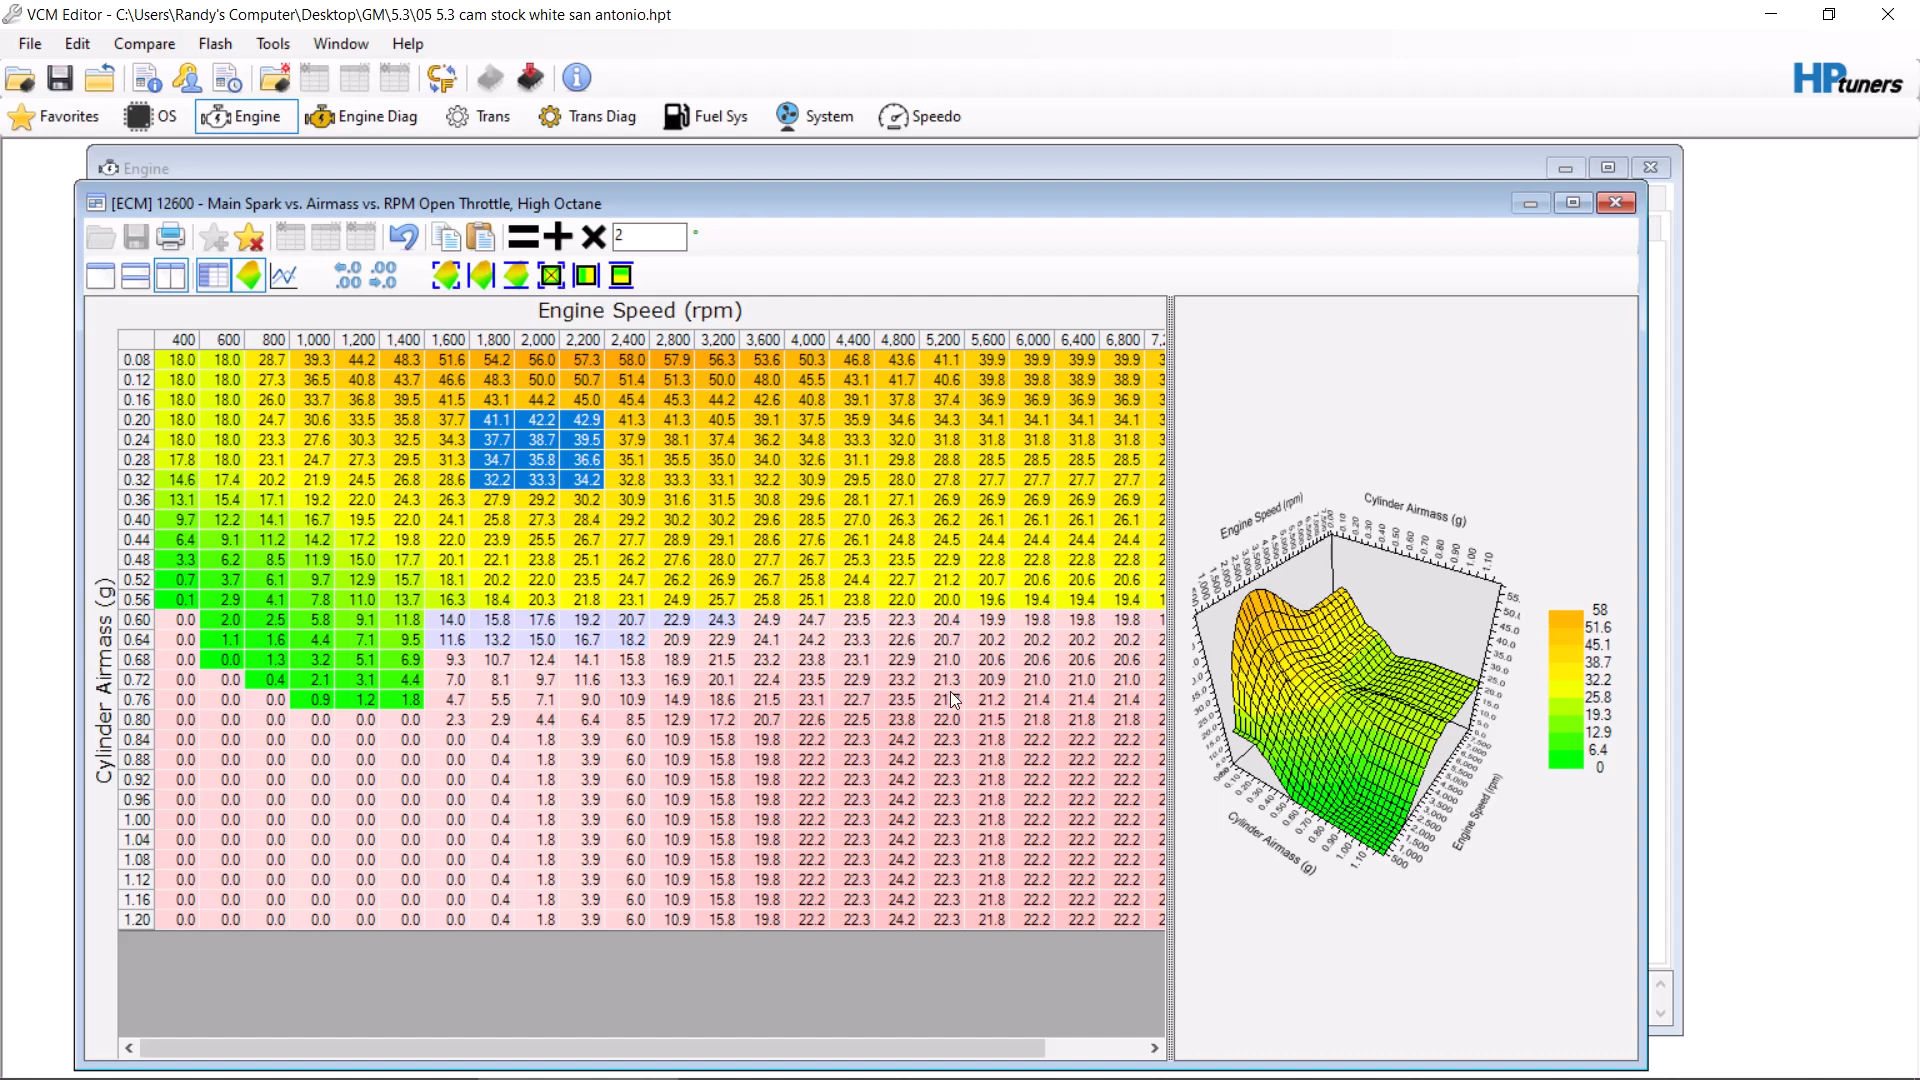 VCM Editor - C:\Users\Randy's Computer\Desktop\GM\5.3\05 5.3 cam stock white san antonio.hpt
File Edit Compare Flash Tools Window Help
HPtuners
Favorites OS Engine Engine Diag Trans Trans Diag Fuel Sys System Speedo
Engine
[ECM] 12600 - Main Spark vs. Airmass vs. RPM Open Throttle, High Octane
2 °
Engine Speed (rpm)
400 600 800 1,000 1,200 1,400 1,600 1,800 2,000 2,200 2,400 2,800 3,200 3,600 4,000 4,400 4,800 5,200 5,600 6,000 6,400 6,800
0.08 18.0 18.0 28.7 39.3 44.2 48.3 51.6 54.2 56.0 57.3 58.0 57.9 56.3 53.6 50.3 46.8 43.6 41.1 39.9 39.9 39.9 39.9
0.12 18.0 18.0 27.3 36.5 40.8 43.7 46.6 48.3 50.0 50.7 51.4 51.3 50.0 48.0 45.5 43.1 41.7 40.6 39.8 39.8 38.9 38.9
0.16 18.0 18.0 26.0 33.7 36.8 39.5 41.5 43.1 44.2 45.0 45.4 45.3 44.2 42.6 40.8 39.1 37.8 37.4 36.9 36.9 36.9 36.9
0.20 18.0 18.0 24.7 30.6 33.5 35.8 37.7 41.1 42.2 42.9 41.3 41.3 40.5 39.1 37.5 35.9 34.6 34.3 34.1 34.1 34.1 34.1
0.24 18.0 18.0 23.3 27.6 30.3 32.5 34.3 37.7 38.7 39.5 37.9 38.1 37.4 36.2 34.8 33.3 32.0 31.8 31.8 31.8 31.8 31.8
0.28 17.8 18.0 23.1 24.7 27.3 29.5 31.3 34.7 35.8 36.6 35.1 35.5 35.0 34.0 32.6 31.1 29.8 28.8 28.5 28.5 28.5 28.5
0.32 14.6 17.4 20.2 21.9 24.5 26.8 28.6 32.2 33.3 34.2 32.8 33.3 33.1 32.2 30.9 29.5 28.0 27.8 27.7 27.7 27.7 27.7
0.36 13.1 15.4 17.1 19.2 22.0 24.3 26.3 27.9 29.2 30.2 30.9 31.6 31.5 30.8 29.6 28.1 27.1 26.9 26.9 26.9 26.9 26.9
0.40 9.7 12.2 14.1 16.7 19.5 22.0 24.1 25.8 27.3 28.4 29.2 30.2 30.2 29.6 28.5 27.0 26.3 26.2 26.1 26.1 26.1 26.1
0.44 6.4 9.1 11.2 14.2 17.2 19.8 22.0 23.9 25.5 26.7 27.7 28.9 29.1 28.6 27.6 26.1 24.8 24.5 24.4 24.4 24.4 24.4
0.48 3.3 6.2 8.5 11.9 15.0 17.7 20.1 22.1 23.8 25.1 26.2 27.6 28.0 27.7 26.7 25.3 23.5 22.9 22.8 22.8 22.8 22.8
0.52 0.7 3.7 6.1 9.7 12.9 15.7 18.1 20.2 22.0 23.5 24.7 26.2 26.9 26.7 25.8 24.4 22.7 21.2 20.7 20.6 20.6 20.6
0.56 0.1 2.9 4.1 7.8 11.0 13.7 16.3 18.4 20.3 21.8 23.1 24.9 25.7 25.8 25.1 23.8 22.0 20.0 19.6 19.4 19.4 19.4
0.60 0.0 2.0 2.5 5.8 9.1 11.8 14.0 15.8 17.6 19.2 20.7 22.9 24.3 24.9 24.7 23.5 22.3 20.4 19.9 19.8 19.8 19.8
0.64 0.0 1.1 1.6 4.4 7.1 9.5 11.6 13.2 15.0 16.7 18.2 20.9 22.9 24.1 24.2 23.3 22.6 20.7 20.2 20.2 20.2 20.2
0.68 0.0 0.0 1.3 3.2 5.1 6.9 9.3 10.7 12.4 14.1 15.8 18.9 21.5 23.2 23.8 23.1 22.9 21.0 20.6 20.6 20.6 20.6
0.72 0.0 0.0 0.4 2.1 3.1 4.4 7.0 8.1 9.7 11.6 13.3 16.9 20.1 22.4 23.5 22.9 23.2 21.3 20.9 21.0 21.0 21.0
0.76 0.0 0.0 0.0 0.9 1.2 1.8 4.7 5.5 7.1 9.0 10.9 14.9 18.6 21.5 23.1 22.7 23.5 21.2 21.4 21.4 21.4
0.80 0.0 0.0 0.0 0.0 0.0 0.0 2.3 2.9 4.4 6.4 8.5 12.9 17.2 20.7 22.6 22.5 23.8 22.0 21.5 21.8 21.8 21.8
0.84 0.0 0.0 0.0 0.0 0.0 0.0 0.0 0.4 1.8 3.9 6.0 10.9 15.8 19.8 22.2 22.3 24.2 22.3 21.8 22.2 22.2 22.2
0.88 0.0 0.0 0.0 0.0 0.0 0.0 0.0 0.4 1.8 3.9 6.0 10.9 15.8 19.8 22.2 22.3 24.2 22.3 21.8 22.2 22.2 22.2
0.92 0.0 0.0 0.0 0.0 0.0 0.0 0.0 0.4 1.8 3.9 6.0 10.9 15.8 19.8 22.2 22.3 24.2 22.3 21.8 22.2 22.2 22.2
0.96 0.0 0.0 0.0 0.0 0.0 0.0 0.0 0.4 1.8 3.9 6.0 10.9 15.8 19.8 22.2 22.3 24.2 22.3 21.8 22.2 22.2 22.2
1.00 0.0 0.0 0.0 0.0 0.0 0.0 0.0 0.4 1.8 3.9 6.0 10.9 15.8 19.8 22.2 22.3 24.2 22.3 21.8 22.2 22.2 22.2
1.04 0.0 0.0 0.0 0.0 0.0 0.0 0.0 0.4 1.8 3.9 6.0 10.9 15.8 19.8 22.2 22.3 24.2 22.3 21.8 22.2 22.2 22.2
1.08 0.0 0.0 0.0 0.0 0.0 0.0 0.0 0.4 1.8 3.9 6.0 10.9 15.8 19.8 22.2 22.3 24.2 22.3 21.8 22.2 22.2 22.2
1.12 0.0 0.0 0.0 0.0 0.0 0.0 0.0 0.4 1.8 3.9 6.0 10.9 15.8 19.8 22.2 22.3 24.2 22.3 21.8 22.2 22.2 22.2
1.16 0.0 0.0 0.0 0.0 0.0 0.0 0.0 0.4 1.8 3.9 6.0 10.9 15.8 19.8 22.2 22.3 24.2 22.3 21.8 22.2 22.2 22.2
1.20 0.0 0.0 0.0 0.0 0.0 0.0 0.0 0.4 1.8 3.9 6.0 10.9 15.8 19.8 22.2 22.3 24.2 22.3 21.8 22.2 22.2 22.2
Cylinder Airmass (g)
Engine Speed (rpm)
Cylinder Airmass (g)
Cylinder Airmass (g)
Engine Speed (rpm)
58
51.6
45.1
38.7
32.2
25.8
19.3
12.9
6.4
0